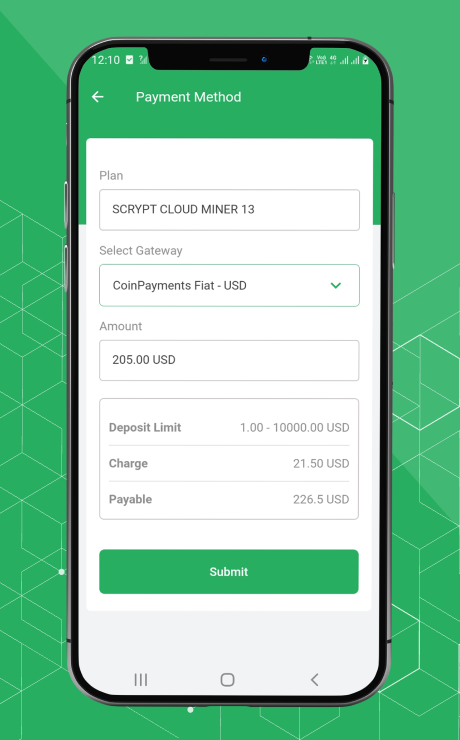 12:10
Payment Method
Plan
SCRYPT CLOUD MINER 13
Select Gateway
CoinPayments Fiat - USD
Amount
205.00 USD
Deposit Limit 1.00 - 10000.00 USD
Charge 21.50 USD
Payable 226.5 USD
Submit